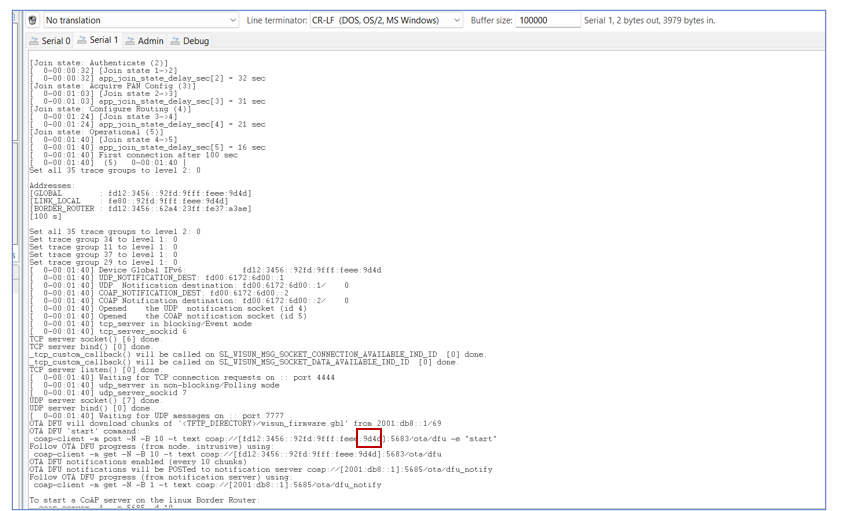 No translation
Line terminator: CR-LF (DOS, OS/2, MS Windows)
Buffer size: 100000
Serial 1, 2 bytes out, 3979 bytes in.
Serial 0
Serial 1
Admin
Debug
[Join state: Authenticate (2)]
[ 0-00:00:32] [Join state 1->2]
[ 0-00:00:32] app_join_state_delay_sec[2] = 32 sec
[Join state: Acquire PAN Config (3)]
[ 0-00:01:03] [Join state 2->3]
[ 0-00:01:03] app_join_state_delay_sec[3] = 31 sec
[Join state: Configure Routing (4)]
[ 0-00:01:24] [Join state 3->4]
[ 0-00:01:24] app_join_state_delay_sec[4] = 21 sec
[Join state: Operational (5)]
[ 0-00:01:40] [Join state 4->5]
[ 0-00:01:40] app_join_state_delay_sec[5] = 16 sec
[ 0-00:01:40] First connection after 100 sec
[ 0-00:01:40] (5) 0-00:01:40 |
Set all 35 trace groups to level 2: 0
Addresses:
[GLOBAL : fd12:3456::92fd:9fff:feee:9d4d]
[LINK_LOCAL : fe80::92fd:9fff:feee:9d4d]
[BORDER_ROUTER : fd12:3456::62a4:23ff:fe37:a3ae]
[100 s]
Set all 35 trace groups to level 2: 0
Set trace group 34 to level 1: 0
Set trace group 11 to level 1: 0
Set trace group 37 to level 1: 0
Set trace group 29 to level 1: 0
[ 0-00:01:40] Device Global IPv6: fd12:3456::92fd:9fff:feee:9d4d
[ 0-00:01:40] UDP_NOTIFICATION_DEST: fd00:6172:6d00::1
[ 0-00:01:40] UDP Notification destination: fd00:6172:6d00::1/ 0
[ 0-00:01:40] COAP_NOTIFICATION_DEST: fd00:6172:6d00::2
[ 0-00:01:40] COAP Notification destination: fd00:6172:6d00::2/ 0
[ 0-00:01:40] Opened the UDP notification socket (id 4)
[ 0-00:01:40] Opened the COAP notification socket (id 5)
[ 0-00:01:40] tcp_server in blocking/Event mode
[ 0-00:01:40] tcp_server_sockid 6
TCP server socket() [6] done.
TCP server bind() [0] done.
_tcp_custom_callback() will be called on SL_WISUN_MSG_SOCKET_CONNECTION_AVAILABLE_IND_ID [0] done.
_tcp_custom_callback() will be called on SL_WISUN_MSG_SOCKET_DATA_AVAILABLE_IND_ID [0] done.
TCP server listen() [0] done.
[ 0-00:01:40] Waiting for TCP connection requests on :: port 4444
[ 0-00:01:40] udp_server in non-blocking/Polling mode
[ 0-00:01:40] udp_server_sockid 7
UDP server socket() [7] done.
UDP server bind() [0] done.
[ 0-00:01:40] Waiting for UDP messages on :: port 7777
OTA DFU will download chunks of '<TFTP_DIRECTORY>/wisun_firmware.gbl' from 2001:db8::1/69
OTA DFU 'start' command:
coap-client -m post -N -B 10 -t text coap://[fd12:3456::92fd:9fff:feee:9d4d]:5683/ota/dfu -e "start"
Follow OTA DFU progress (from node, intrusive) using:
coap-client -m get -N -B 10 -t text coap://[fd12:3456::92fd:9fff:feee:9d4d]:5683/ota/dfu
OTA DFU notifications enabled (every 10 chunks)
OTA DFU notifications will be POSTed to notification server coap://[2001:db8::1]:5685/ota/dfu_notify
Follow OTA DFU progress (from notification server) using:
coap-client -m get -N -B 1 -t text coap://[2001:db8::1]:5685/ota/dfu_notify
To start a CoAP server on the linux Border Router: